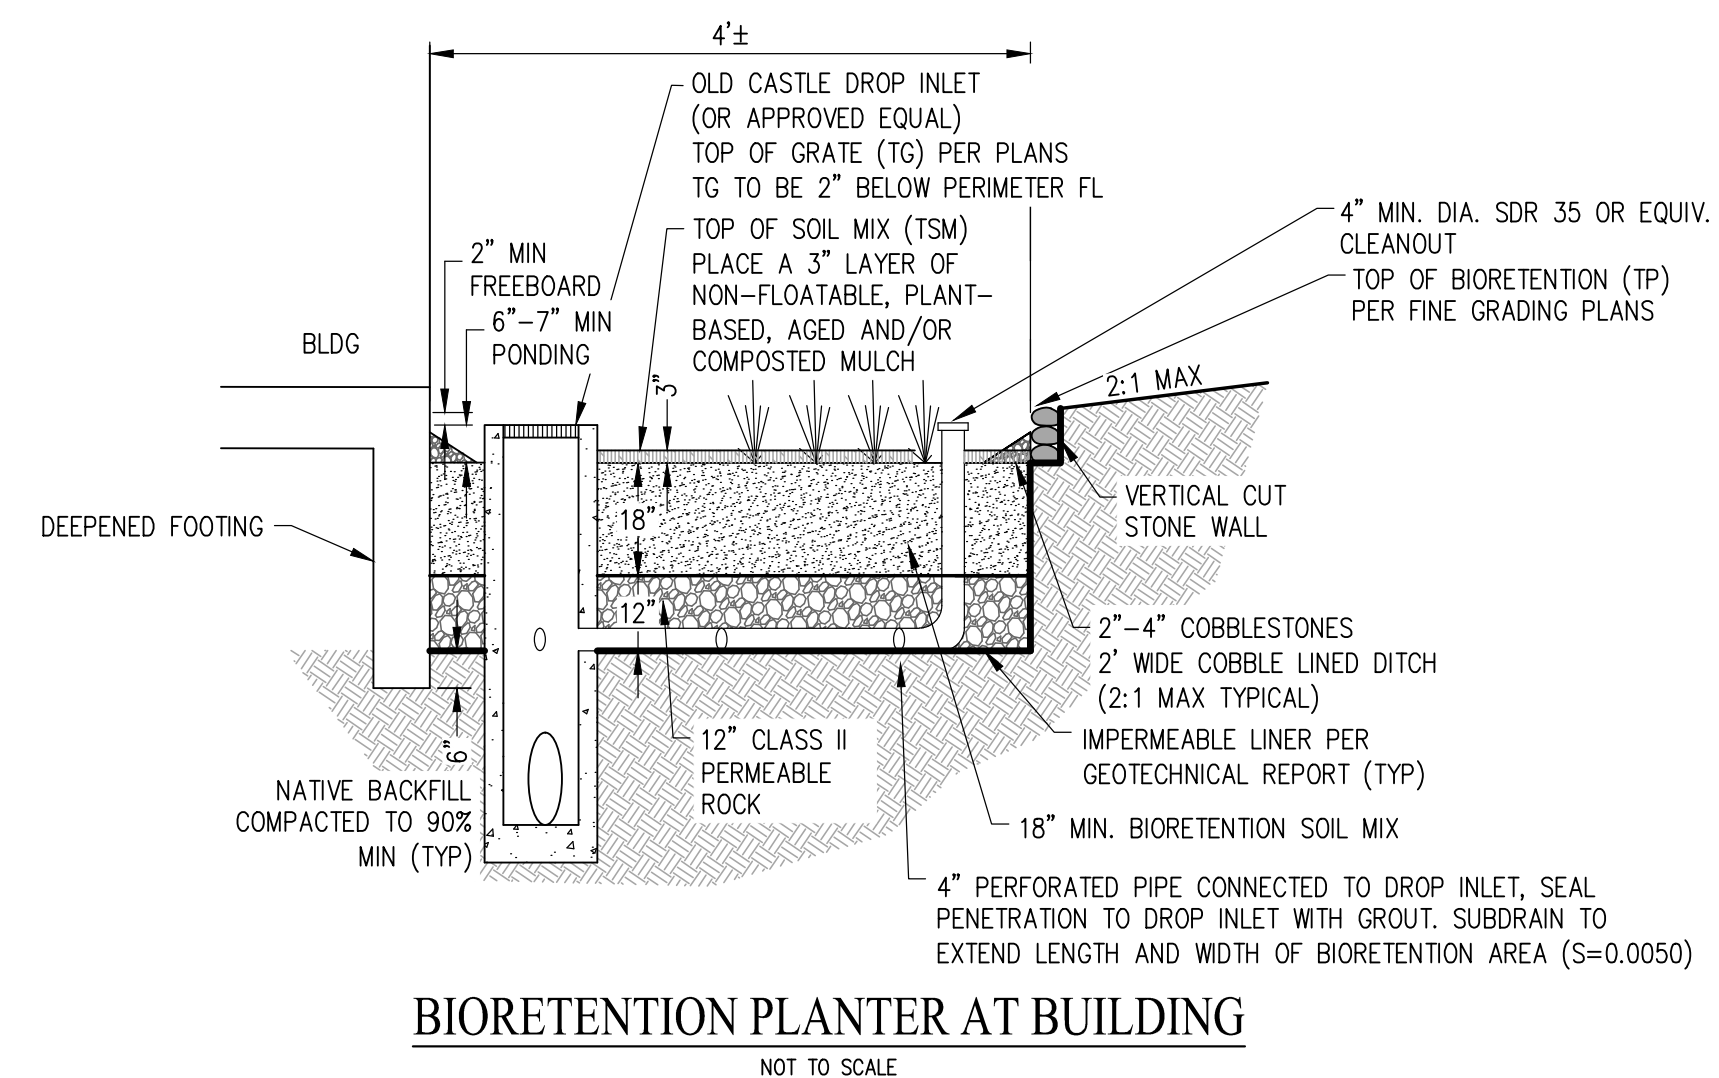 4'±
OLD CASTLE DROP INLET
(OR APPROVED EQUAL)
TOP OF GRATE (TG) PER PLANS
TG TO BE 2" BELOW PERIMETER FL
4" MIN. DIA. SDR 35 OR EQUIV.
CLEANOUT
TOP OF SOIL MIX (TSM)
PLACE A 3" LAYER OF
NON-FLOATABLE, PLANT-
BASED, AGED AND/OR
COMPOSTED MULCH
2" MIN
FREEBOARD
6"-7" MIN
PONDING
TOP OF BIORETENTION (TP)
PER FINE GRADING PLANS
BLDG
3"
2:1 MAX
DEEPENED FOOTING
18"
VERTICAL CUT
STONE WALL
12"
2"-4" COBBLESTONES
2' WIDE COBBLE LINED DITCH
(2:1 MAX TYPICAL)
6"
12" CLASS II
PERMEABLE
ROCK
IMPERMEABLE LINER PER
GEOTECHNICAL REPORT (TYP)
NATIVE BACKFILL
COMPACTED TO 90%
MIN (TYP)
18" MIN. BIORETENTION SOIL MIX
4" PERFORATED PIPE CONNECTED TO DROP INLET, SEAL
PENETRATION TO DROP INLET WITH GROUT. SUBDRAIN TO
EXTEND LENGTH AND WIDTH OF BIORETENTION AREA (S=0.0050)
BIORETENTION PLANTER AT BUILDING
NOT TO SCALE